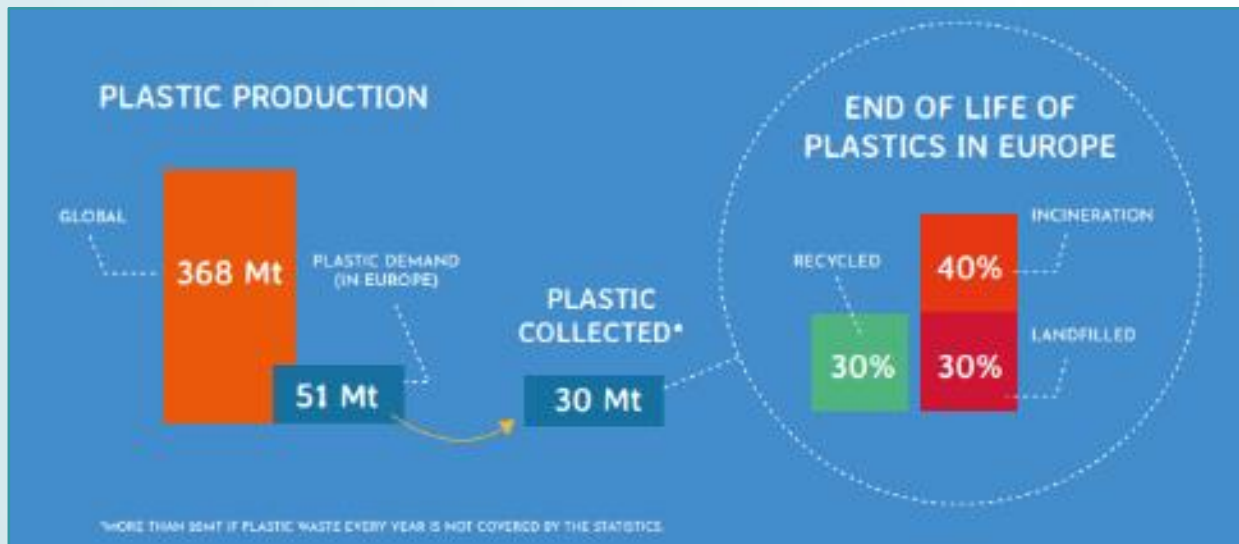 PLASTIC PRODUCTION
GLOBAL
368 Mt
PLASTIC DEMAND
(IN EUROPE)
51 Mt
PLASTIC
COLLECTED*
30 Mt
END OF LIFE OF
PLASTICS IN EUROPE
INCINERATION
40%
RECYCLED
30%
LANDFILLED
30%
*MORE THAN IF PLASTIC WASTE EVERY YEAR IS NOT COVERED BY THE STATISTICS